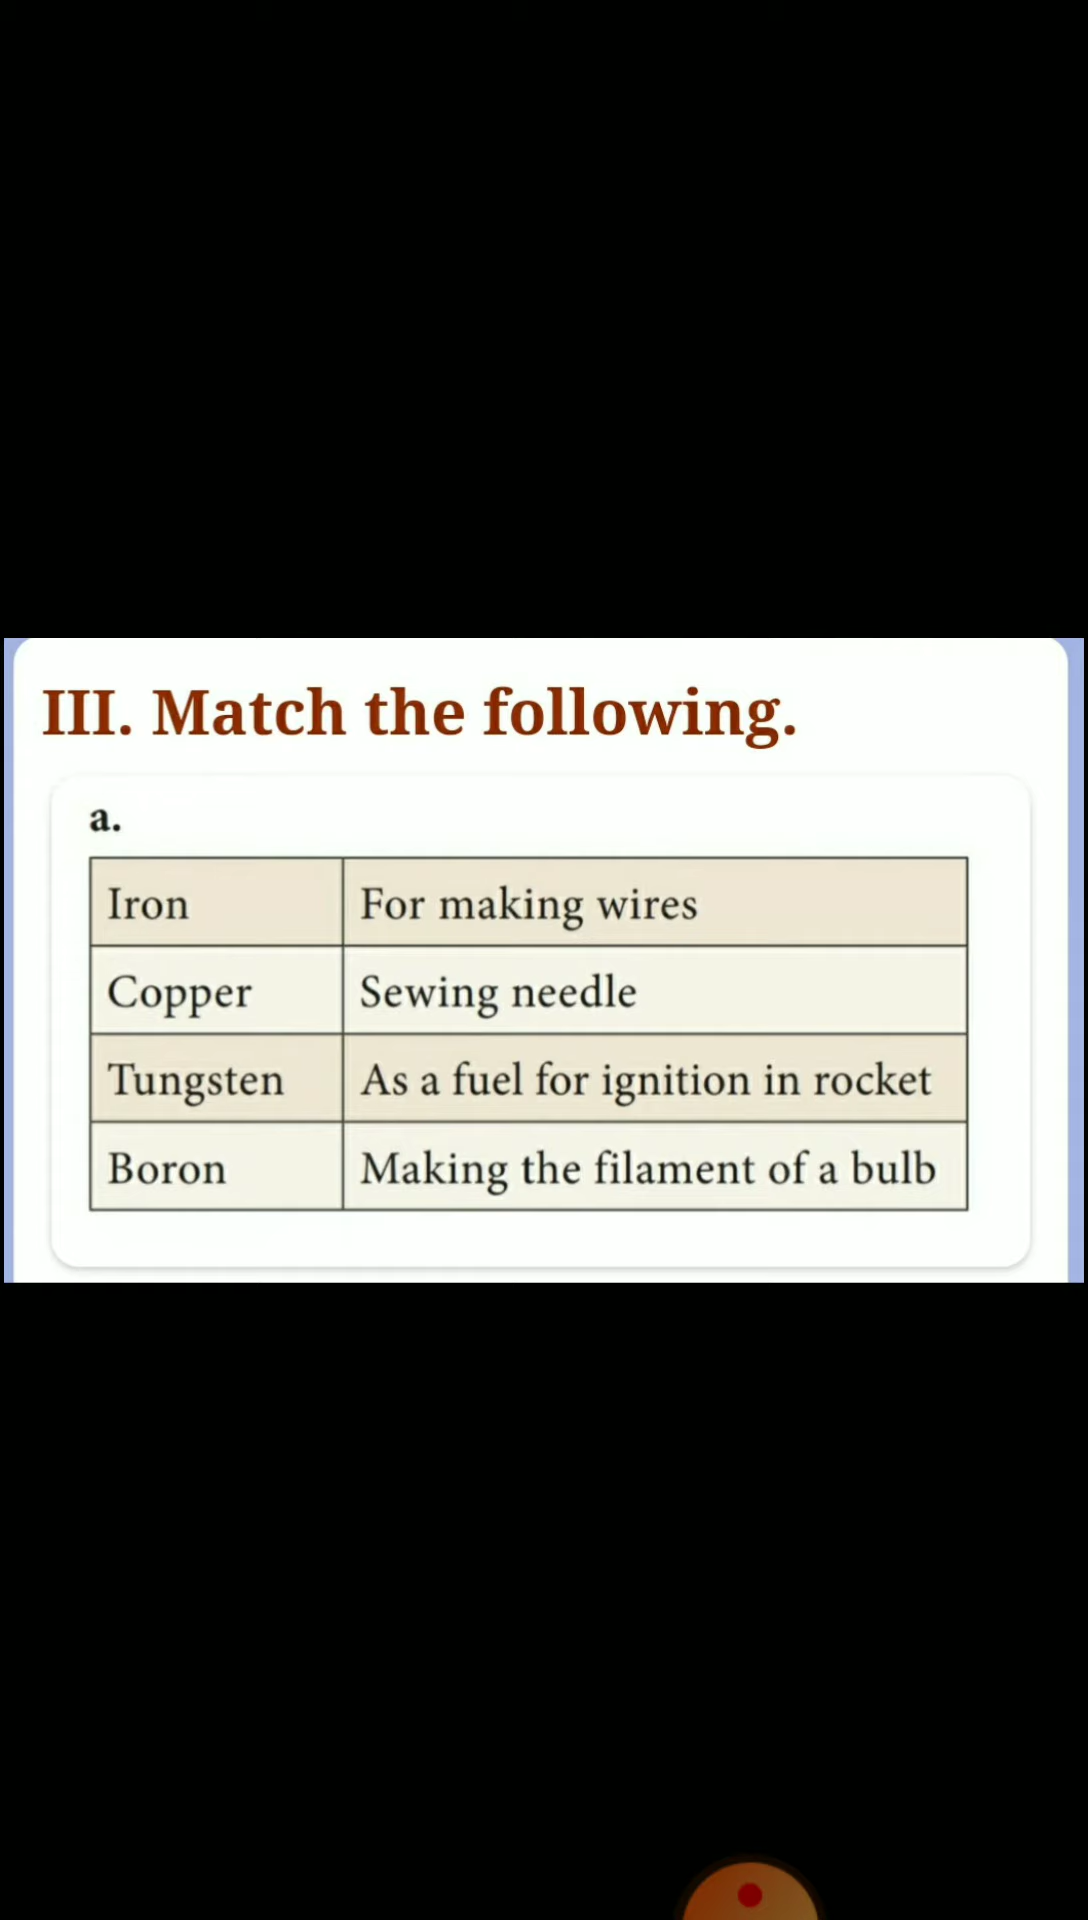 III. Match the following.
a.
Iron For making wires
Copper Sewing needle
Tungsten As a fuel for ignition in rocket
Boron Making the filament of a bulb